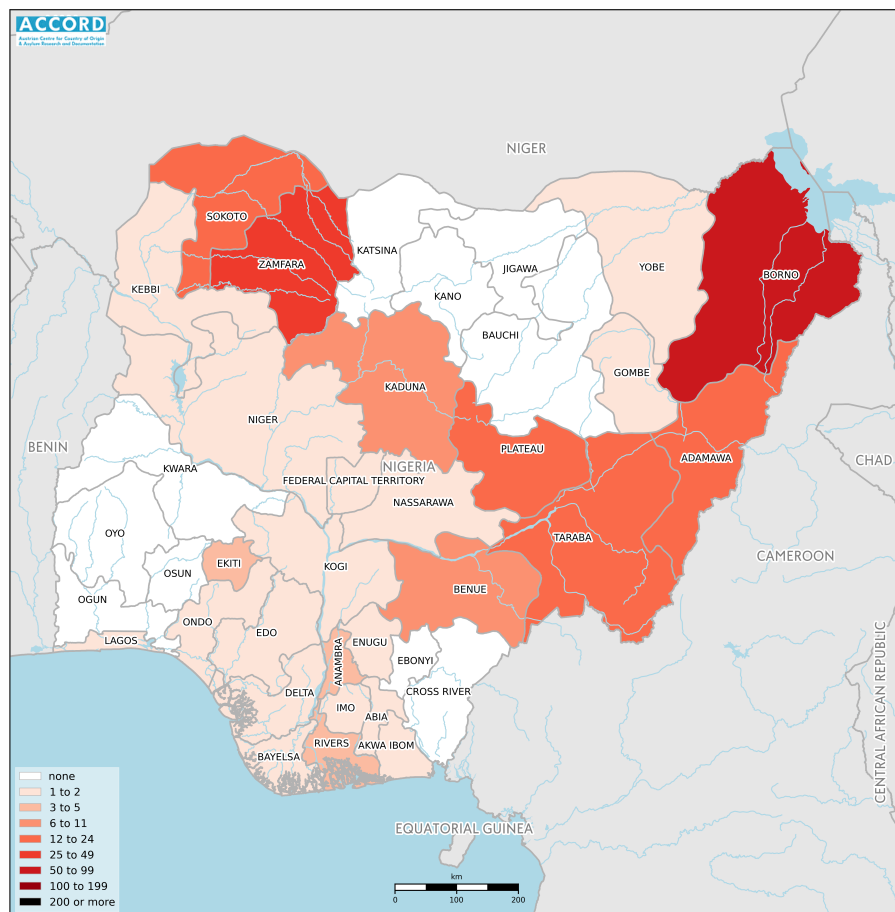 ACCORD
Austrian Centre for Country of Origin
& Asylum Research and Documentation
NIGER
SOKOTO
KATSINA
ZAMFARA
JIGAWA
YOBE
BORNO
KEBBI
KANO
BAUCHI
GOMBE
KADUNA
NIGER
BENIN
PLATEAU
ADAMAWA
CHAD
KWARA
NIGERIA
FEDERAL CAPITAL TERRITORY
NASSARAWA
OYO
TARABA
CAMEROON
OSUN
EKITI
KOGI
BENUE
OGUN
ONDO
EDO
LAGOS
ANAMBRA
ENUGU
EBONYI
CENTRAL AFRICAN REPUBLIC
DELTA
CROSS RIVER
IMO
ABIA
RIVERS
AKWA IBOM
BAYELSA
EQUATORIAL GUINEA
none
1 to 2
3 to 5
6 to 11
12 to 24
25 to 49
50 to 99
100 to 199
200 or more
km
0 100 200